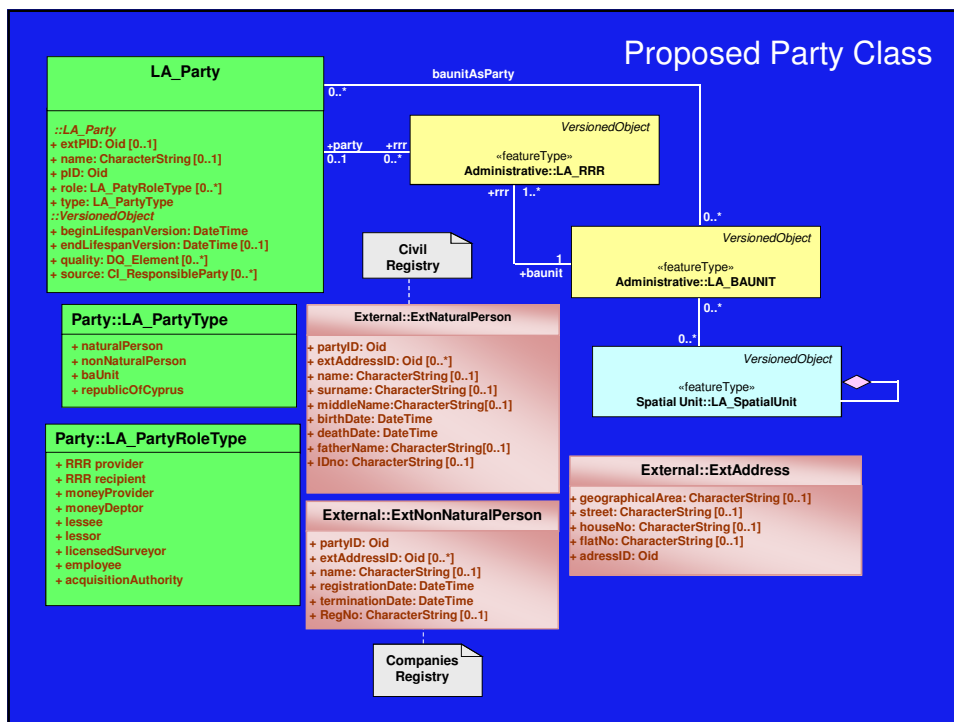 Proposed Party Class
LA_Party
::LA_Party
+ extPID: Oid [0..1]
+ name: CharacterString [0..1]
+ pID: Oid
+ role: LA_PatyRoleType [0..*]
+ type: LA_PartyType
::VersionedObject
+ beginLifespanVersion: DateTime
+ endLifespanVersion: DateTime [0..1]
+ quality: DQ_Element [0..*]
+ source: CI_ResponsibleParty [0..*]
baunitAsParty
0..*
0..*
+party
0..1
+rrr
0..*
VersionedObject
«featureType»
Administrative::LA_RRR
+rrr
1..*
1
+baunit
VersionedObject
«featureType»
Administrative::LA_BAUNIT
0..*
0..*
VersionedObject
«featureType»
Spatial Unit::LA_SpatialUnit
Civil
Registry
Party::LA_PartyType
+ naturalPerson
+ nonNaturalPerson
+ baUnit
+ republicOfCyprus
External::ExtNaturalPerson
+ partyID: Oid
+ extAddressID: Oid [0..*]
+ name: CharacterString [0..1]
+ surname: CharacterString [0..1]
+ middleName:CharacterString[0..1]
+ birthDate: DateTime
+ deathDate: DateTime
+ fatherName: CharacterString[0..1]
+ IDno: CharacterString [0..1]
Party::LA_PartyRoleType
+ RRR provider
+ RRR recipient
+ moneyProvider
+ moneyDeptor
+ lessee
+ lessor
+ licensedSurveyor
+ employee
+ acquisitionAuthority
External::ExtNonNaturalPerson
+ partyID: Oid
+ extAddressID: Oid [0..*]
+ name: CharacterString [0..1]
+ registrationDate: DateTime
+ terminationDate: DateTime
+ RegNo: CharacterString [0..1]
External::ExtAddress
+ geographicalArea: CharacterString [0..1]
+ street: CharacterString [0..1]
+ houseNo: CharacterString [0..1]
+ flatNo: CharacterString [0..1]
+ adressID: Oid
Companies
Registry